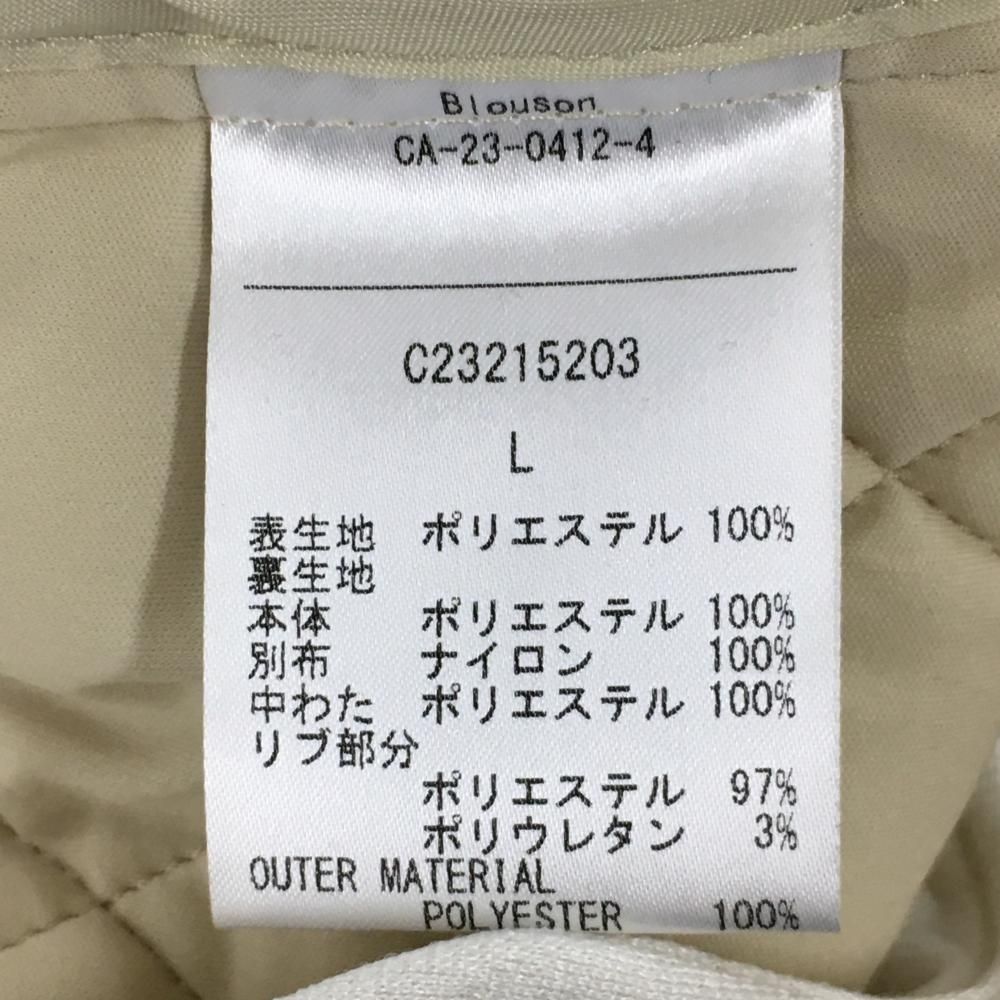 Blouson
CA-23-0412-4
C23215203
L
表生地 ポリエステル 100%
裏生地
本体 ポリエステル 100%
別布 ナイロン 100%
中わた ポリエステル 100%
リブ部分
ポリエステル 97%
ポリウレタン 3%
OUTER MATERIAL
POLYESTER 100%